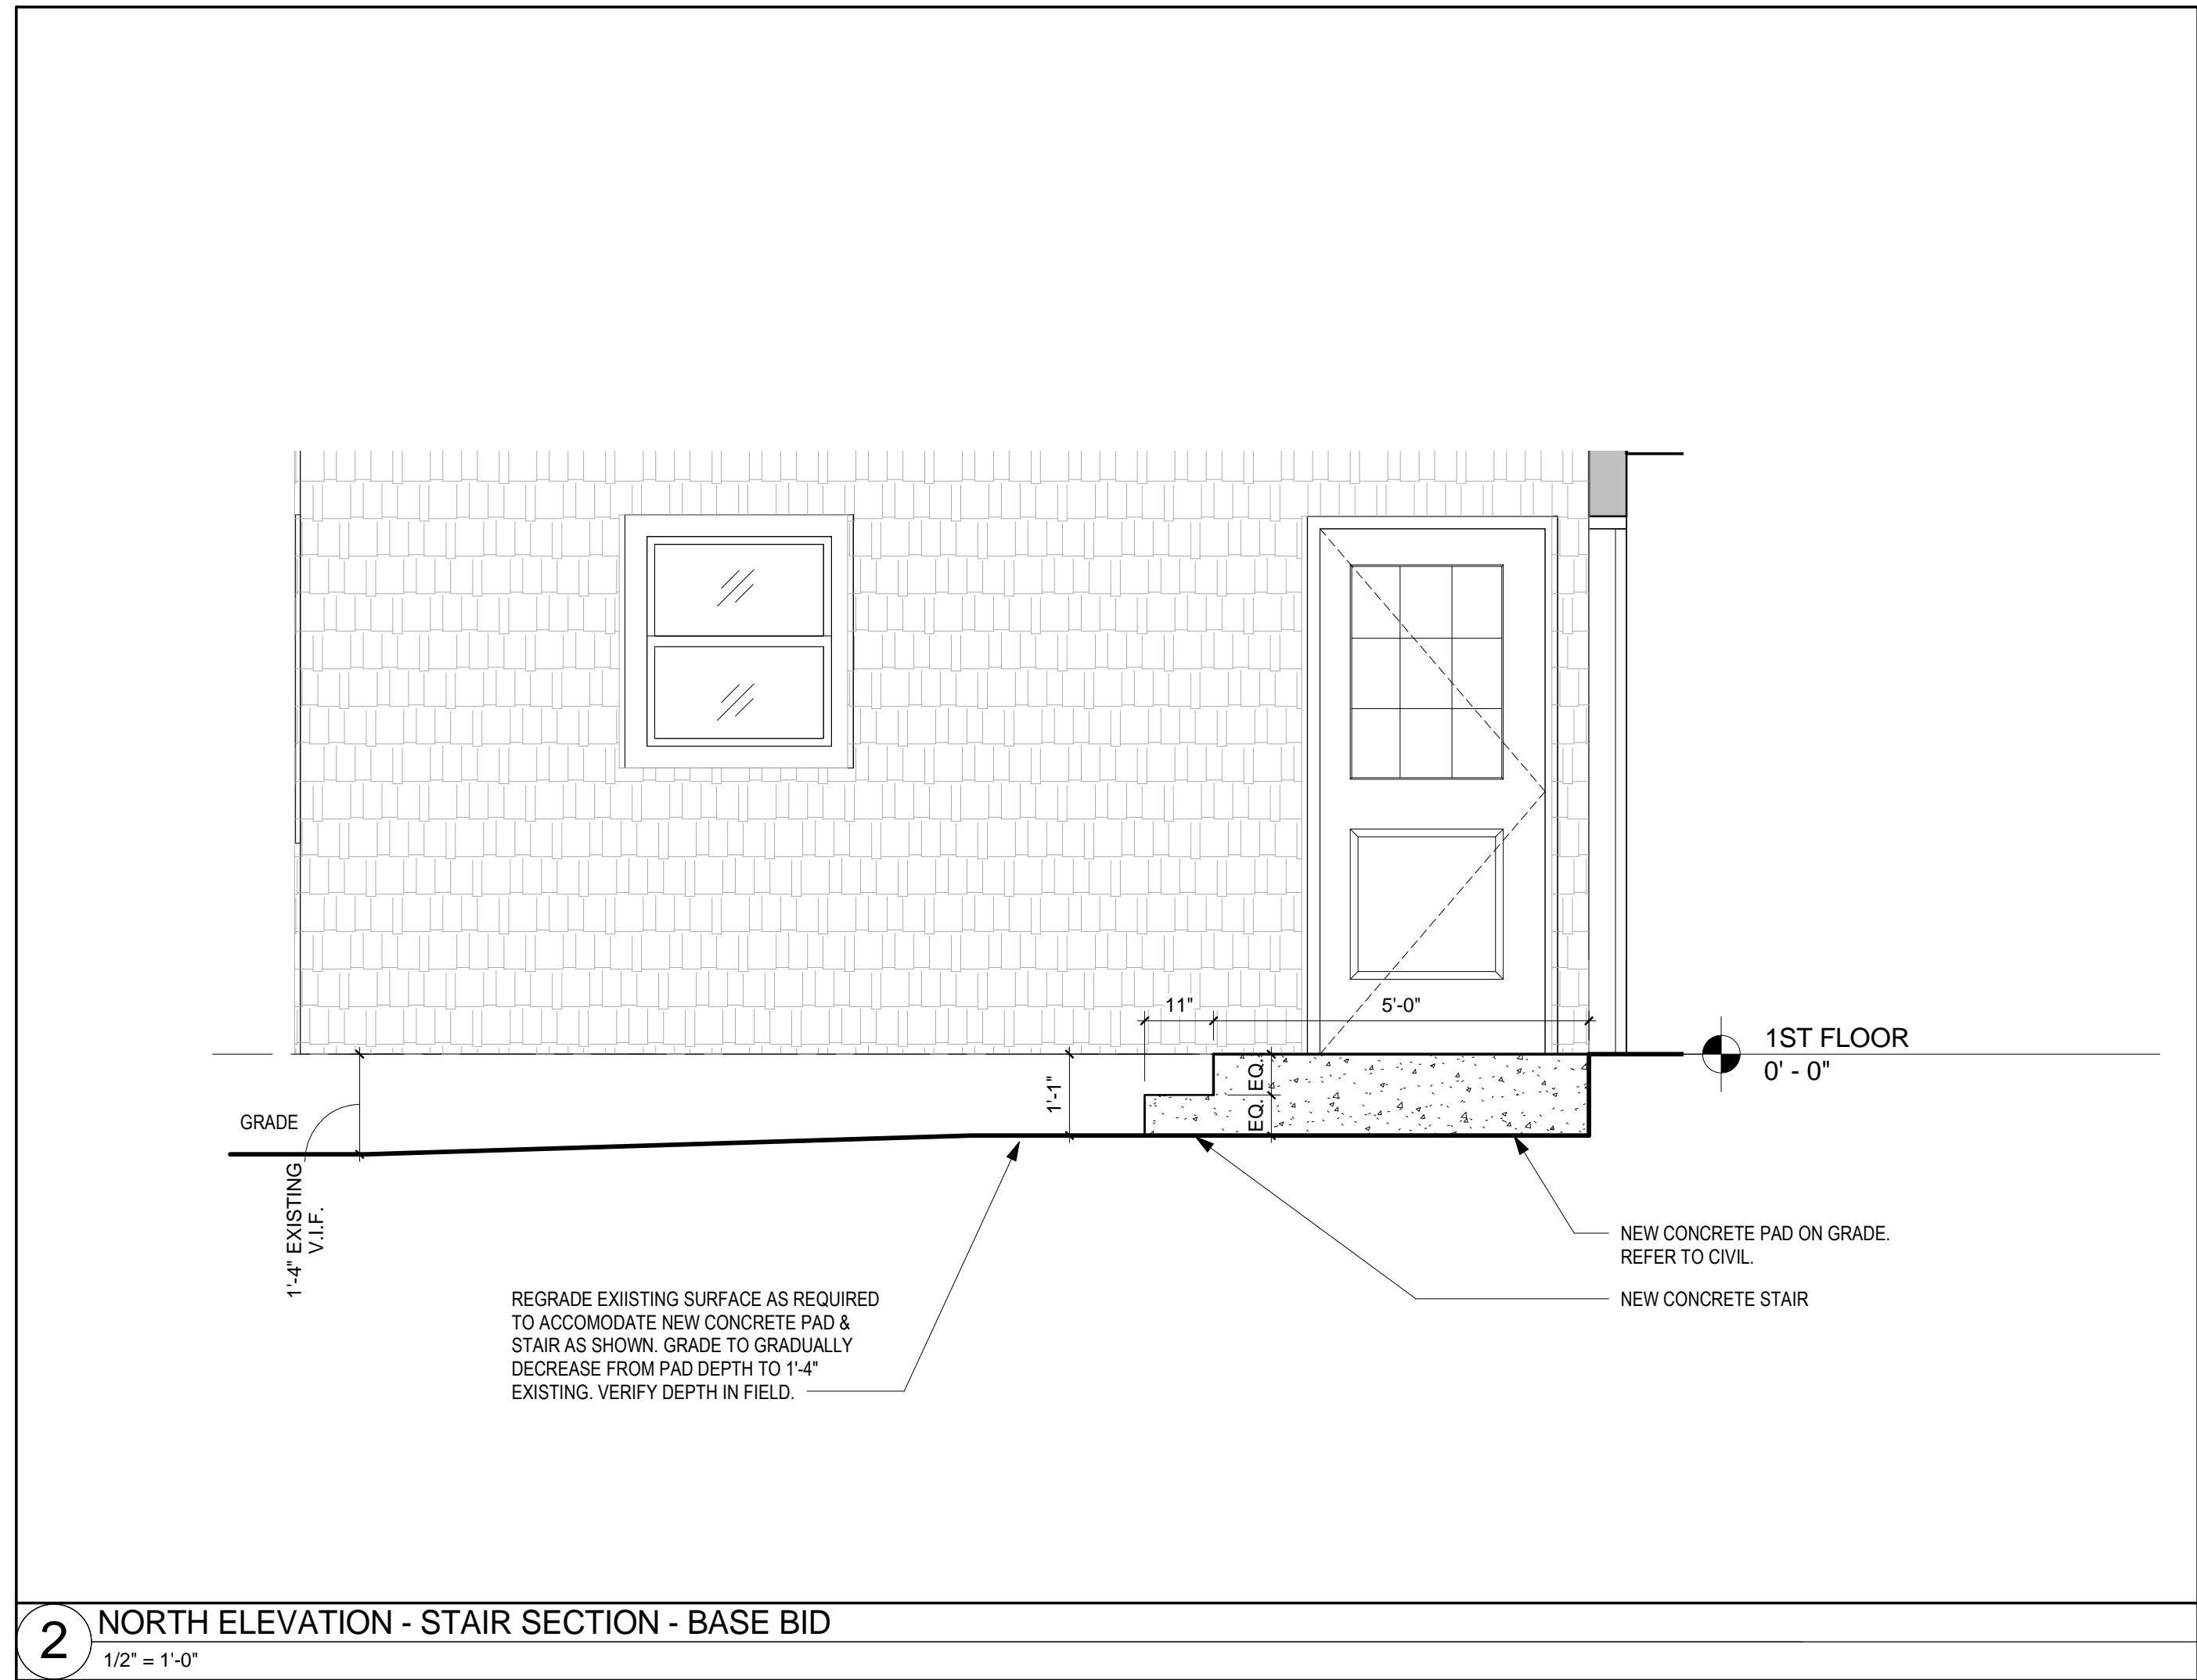 11"
5'-0"
1ST FLOOR
0' - 0"
1'-1"
EQ.
EQ.
GRADE
1'-4" EXISTING
V.I.F.
NEW CONCRETE PAD ON GRADE.
REFER TO CIVIL.
NEW CONCRETE STAIR
REGRADE EXIISTING SURFACE AS REQUIRED
TO ACCOMODATE NEW CONCRETE PAD &
STAIR AS SHOWN. GRADE TO GRADUALLY
DECREASE FROM PAD DEPTH TO 1'-4"
EXISTING. VERIFY DEPTH IN FIELD.
2
NORTH ELEVATION - STAIR SECTION - BASE BID
1/2" = 1'-0"